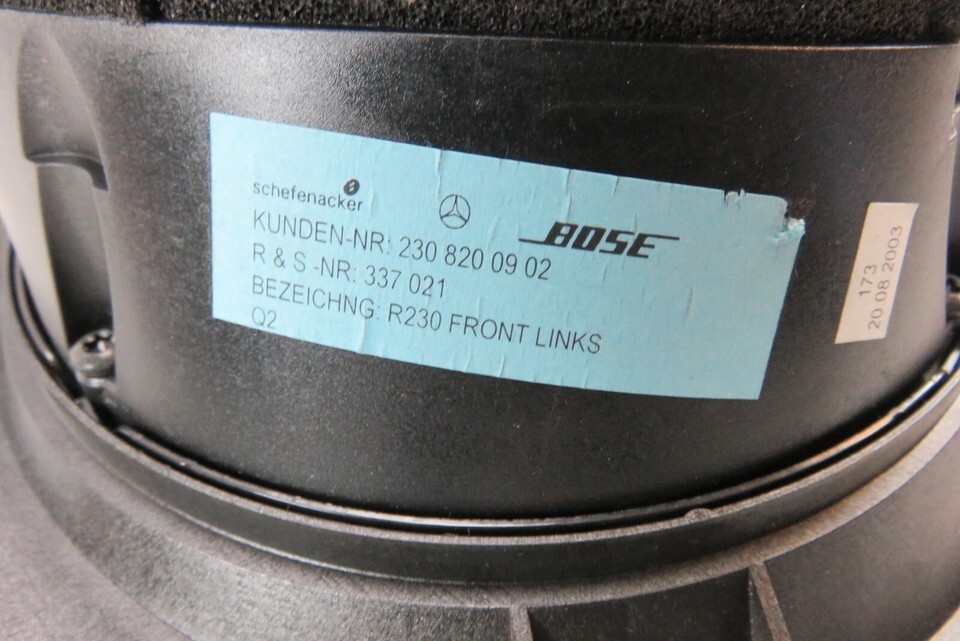 schefenacker
BOSE
KUNDEN-NR: 230 820 09 02
R & S -NR: 337 021
BEZEICHNG: R230 FRONT LINKS
Q2
173
20 08 2003